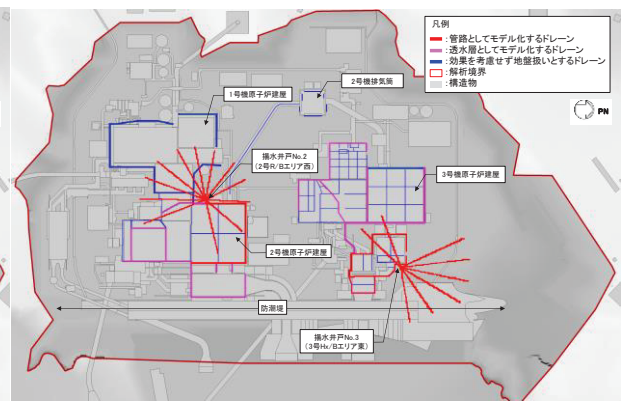 凡例
：管路としてモデル化するドレーン
：透水層としてモデル化するドレーン
：効果を考慮せず地盤扱いとするドレーン
：解析境界
：構造物
PN
2号機排気筒
1号機原子炉建屋
揚水井戸No.2
（2号R/Bエリア西）
3号機原子炉建屋
2号機原子炉建屋
防潮堤
揚水井戸No.3
（3号Hx/Bエリア東）